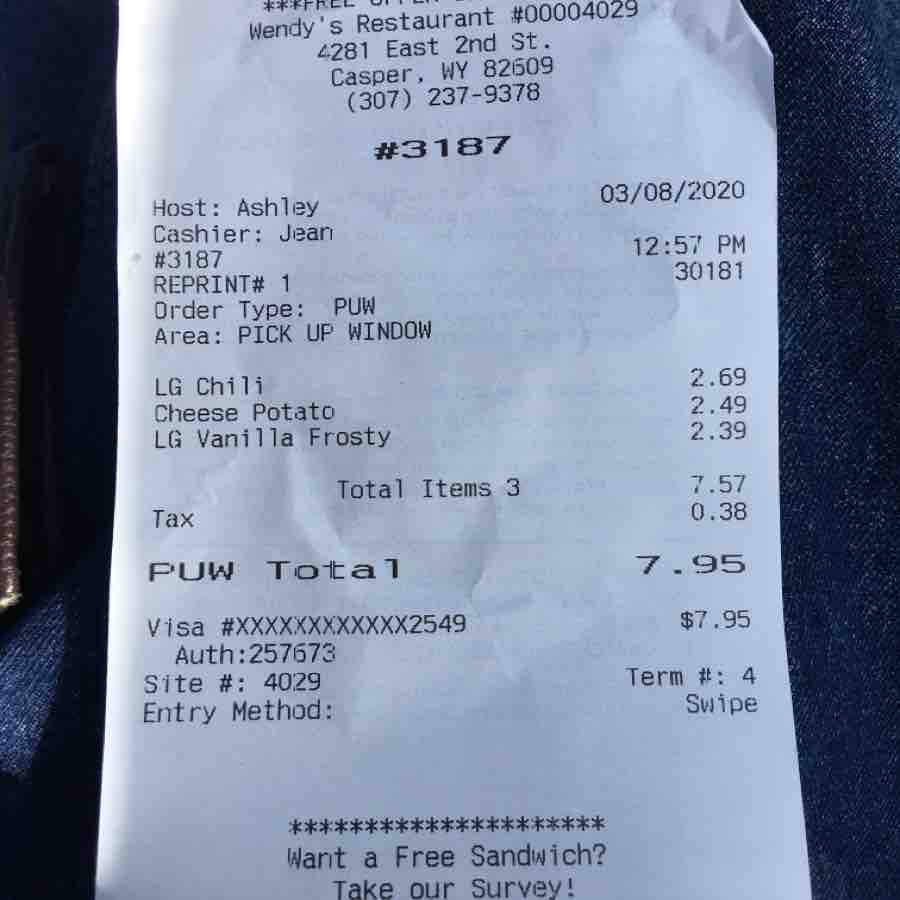 ***FREE OFFER
Wendy's Restaurant #00004029
4281 East 2nd St.
Casper, WY 82609
(307) 237-9378
#3187
Host: Ashley 03/08/2020
Cashier: Jean 12:57 PM
#3187 30181
REPRINT# 1
Order Type: PUW
Area: PICK UP WINDOW
LG Chili 2.69
Cheese Potato 2.49
LG Vanilla Frosty 2.39
Total Items 3 7.57
Tax 0.38
PUW Total 7.95
Visa #XXXXXXXXXXXX2549 $7.95
Auth:257673
Site #: 4029 Term #: 4
Entry Method: Swipe
*********************
Want a Free Sandwich?
Take our Survey!